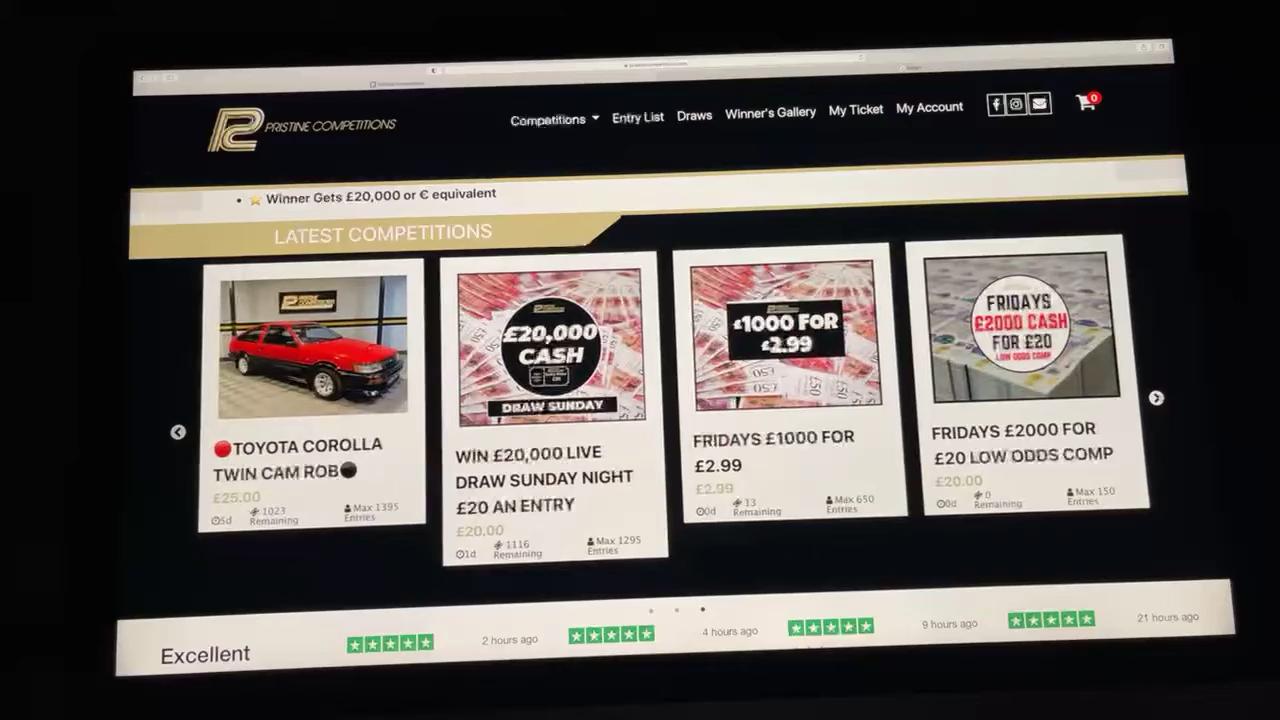 PRISTINE COMPETITIONS
Competitions
Entry List
Draws
Winner's Gallery
My Ticket
My Account
0
• ⭐ Winner Gets £20,000 or € equivalent
LATEST COMPETITIONS
🔴TOYOTA COROLLA
TWIN CAM ROB⚫
£25.00
5d
1023
Remaining
Max 1395
Entries
£20,000
CASH
DRAW SUNDAY
WIN £20,000 LIVE
DRAW SUNDAY NIGHT
£20 AN ENTRY
£20.00
1d
1116
Remaining
Max 1295
Entries
£1000 FOR
£2.99
FRIDAYS £1000 FOR
£2.99
£2.99
0d
13
Remaining
Max 650
Entries
FRIDAYS
£2000 CASH
FOR £20
LOW ODDS COMP
FRIDAYS £2000 FOR
£20 LOW ODDS COMP
£20.00
0d
0
Remaining
Max 150
Entries
Excellent
2 hours ago
4 hours ago
9 hours ago
21 hours ago